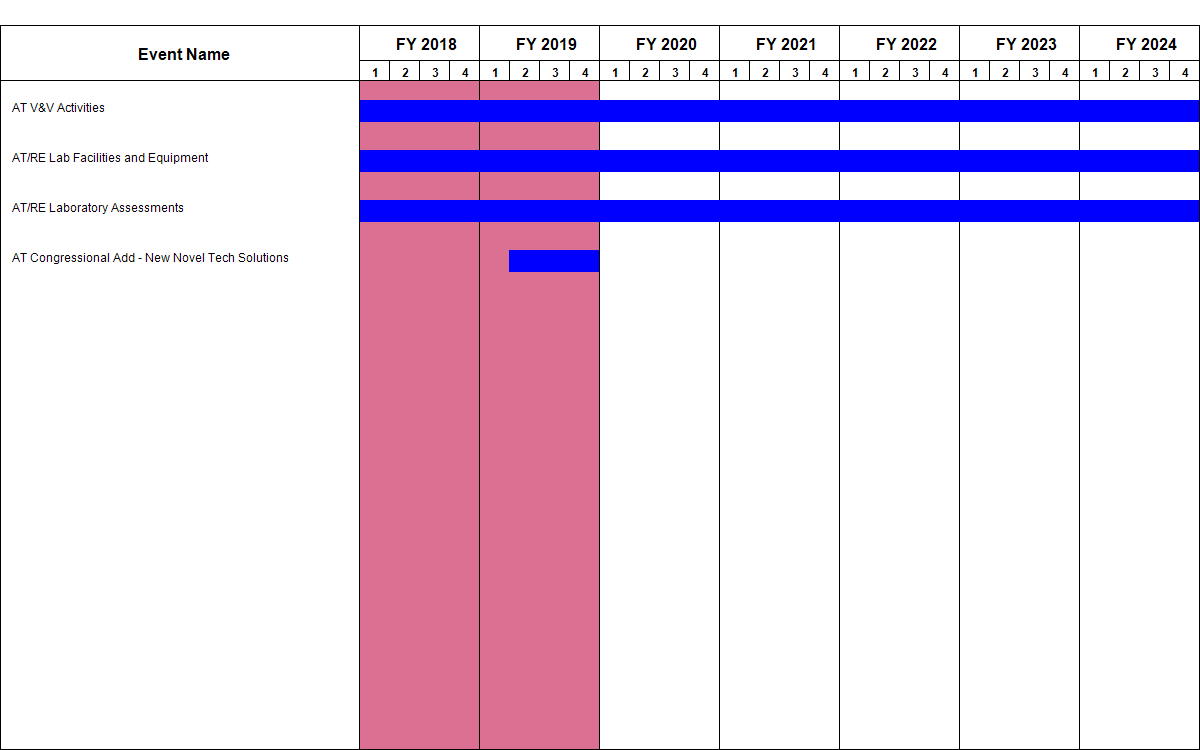 Event Name
FY 2018 FY 2019 FY 2020 FY 2021 FY 2022 FY 2023 FY 2024
1 2 3 4 1 2 3 4 1 2 3 4 1 2 3 4 1 2 3 4 1 2 3 4 1 2 3 4
AT V&V Activities
AT/RE Lab Facilities and Equipment
AT/RE Laboratory Assessments
AT Congressional Add - New Novel Tech Solutions